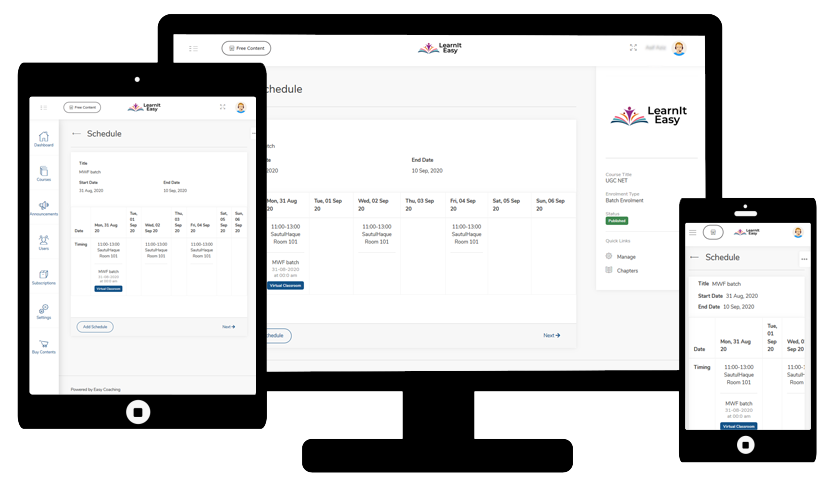 Free Content
LearnIt
Easy
Schedule
Title
MWF batch
Start Date
End Date
31 Aug, 2020
10 Sep, 2020
Date
Mon, 31 Aug 20
Tue, 01 Sep 20
Wed, 02 Sep 20
Thu, 03 Sep 20
Fri, 04 Sep 20
Sat, 05 Sep 20
Sun, 06 Sep 20
Timing
11:00-13:00
SautulHaque
Room 101
11:00-13:00
SautulHaque
Room 101
11:00-13:00
SautulHaque
Room 101
MWF batch
31-08-2020
at 00:0 am
Virtual Classroom
Add Schedule
Next
Powered by Easy Coaching
Dashboard
Courses
Announcements
Users
Subscriptions
Settings
Buy Contents
Free Content
LearnIt
Easy
chedule
tch
te
End Date
2020
10 Sep, 2020
Mon, 31 Aug 20
Tue, 01 Sep 20
Wed, 02 Sep 20
Thu, 03 Sep 20
Fri, 04 Sep 20
Sat, 05 Sep 20
Sun, 06 Sep 20
11:00-13:00
SautulHaque
Room 101
11:00-13:00
SautulHaque
Room 101
11:00-13:00
SautulHaque
Room 101
MWF batch
31-08-2020
at 00:0 am
Virtual Classroom
hedule
Next
LearnIt
Easy
Course Title
UGC NET
Enrolment Type
Batch Enrolment
Status
Published
Quick Links
Manage
Chapters
LearnIt
Easy
Schedule
Title MWF batch
Start Date 31 Aug, 2020
End Date 10 Sep, 2020
Date
Mon, 31 Aug 20
Tue, 01 Sep 20
Wed, 0
Sep 20
Timing
11:00-13:00
SautulHaque
Room 101
11:00-1
SautulH
Room
MWF batch
31-08-2020
at 00:0 am
Virtual Classroom